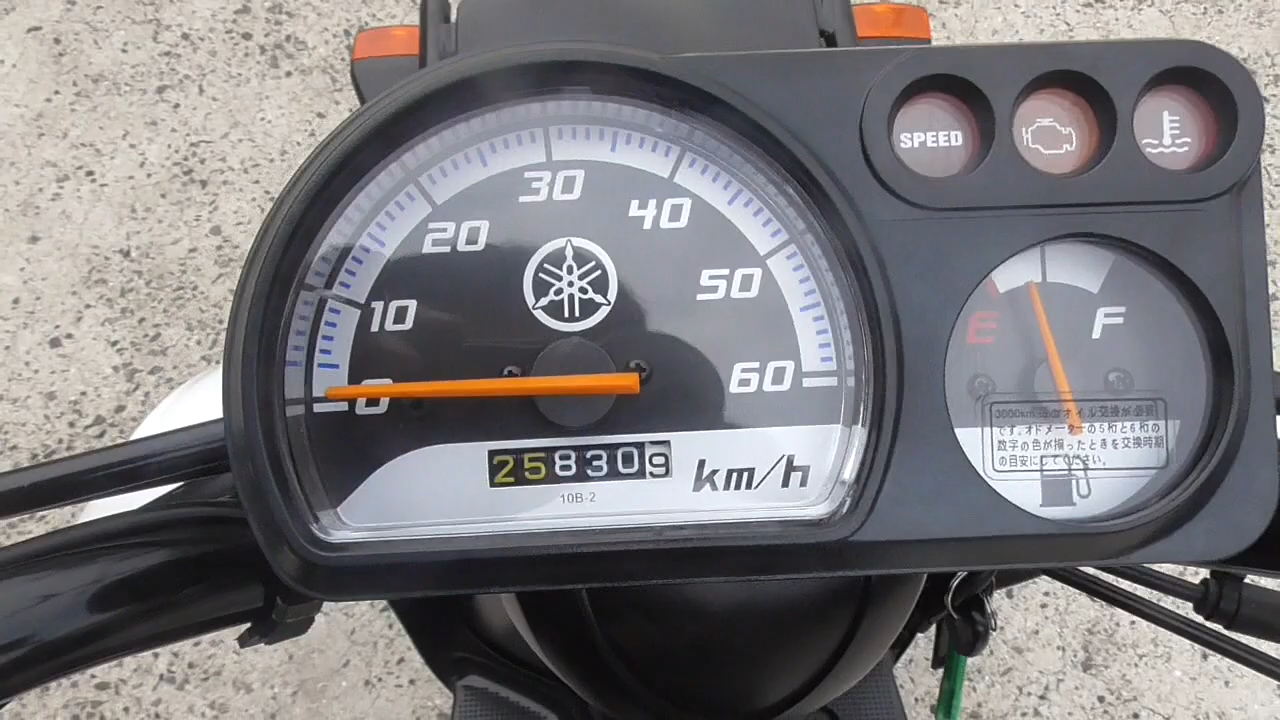 SPEED
30
20
40
10
50
0
60
E
F
25830 9
km/h
10B-2
3000km毎のオイル交換が必要
です。オドメーターの5桁と6桁の
数字の色が揃ったときを交換時期
の目安にしてください。